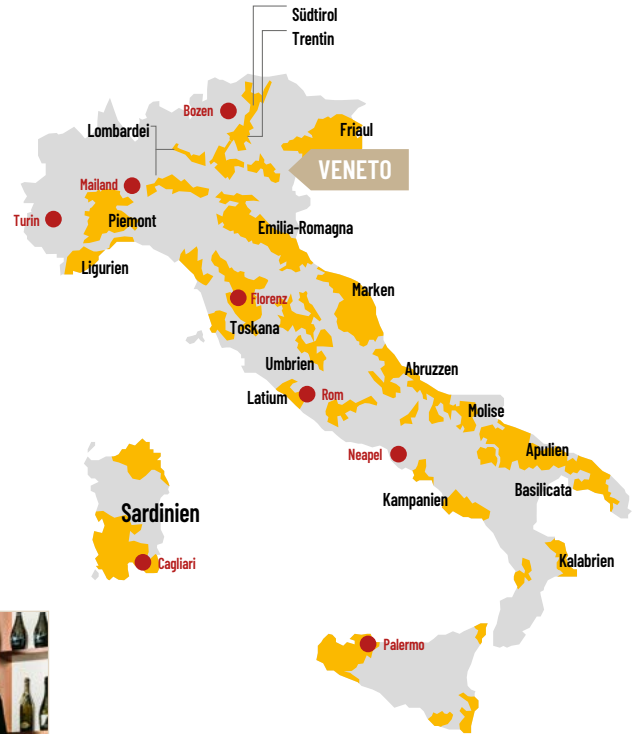 Südtirol
Trentin
Bozen
Lombardei
Friaul
VENETO
Mailand
Turin
Piemont
Emilia-Romagna
Ligurien
Marken
Florenz
Toskana
Umbrien
Abruzzen
Latium
Rom
Molise
Neapel
Apulien
Basilicata
Kampanien
Sardinien
Kalabrien
Cagliari
Palermo